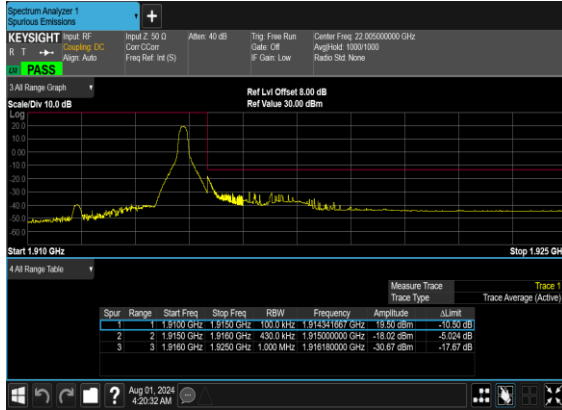 Spectrum Analyzer 1
Spurious Emissions
KEYSIGHT Input: RF
R T Coupling: DC
Align: Auto
Input Z: 50 Ω
Corr CCorr
Freq Ref: Int (S)
Atten: 40 dB
Trig: Free Run
Gate: Off
IF Gain: Low
Center Freq: 22.005000000 GHz
Avg|Hold: 1000/1000
Radio Std: None
PASS
3 All Range Graph
Scale/Div 10.0 dB
Ref Lvl Offset 8.00 dB
Ref Value 30.00 dBm
Log
20.0
10.0
0.00
-10.0
-20.0
-30.0
-40.0
-50.0
-60.0
Start 1.910 GHz
Stop 1.925 GH
4 All Range Table
Measure Trace Trace 1
Trace Type Trace Average (Active)
Spur Range Start Freq Stop Freq RBW Frequency Amplitude ΔLimit
1 1 1.9100 GHz 1.9150 GHz 100.0 kHz 1.914341667 GHz 19.50 dBm -10.50 dB
2 2 1.9150 GHz 1.9160 GHz 430.0 kHz 1.915000000 GHz -18.02 dBm -5.024 dB
3 3 1.9160 GHz 1.9250 GHz 1.000 MHz 1.916180000 GHz -30.67 dBm -17.67 dB
Aug 01, 2024
4:20:32 AM